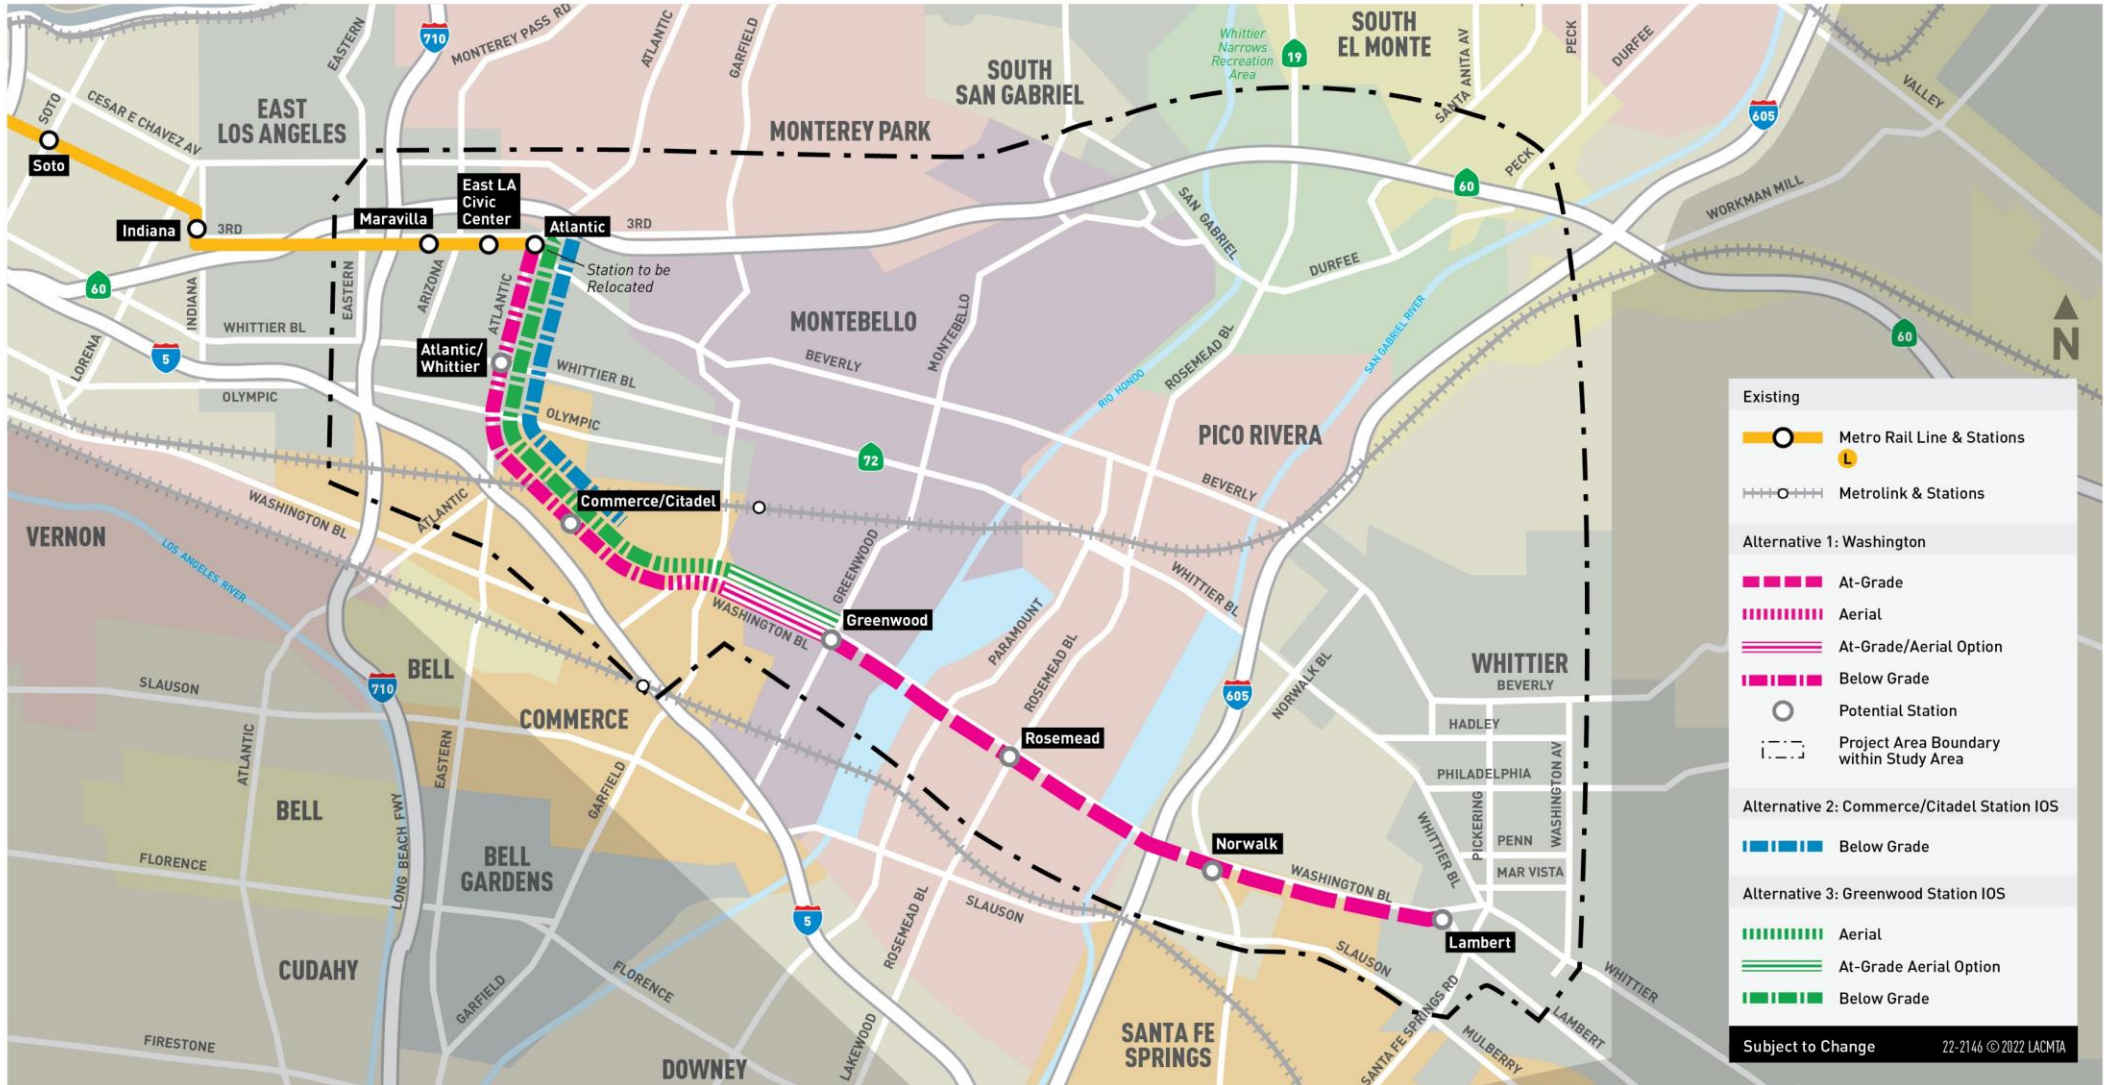 EASTERN
710
MONTEREY PASS RD
ATLANTIC
GARFIELD
Whittier
Narrows
Recreation
Area
19
SOUTH
EL MONTE
SANTA ANITA AV
PECK
DURFEE
VALLEY
SOTO
CESAR E CHAVEZ AV
EAST
LOS ANGELES
SOUTH
SAN GABRIEL
MONTEREY PARK
605
Soto
East LA
Civic
Center
Maravilla
Atlantic
Indiana
3RD
3RD
Station to be
Relocated
SAN GABRIEL
60
PECK
WORKMAN MILL
DURFEE
60
INDIANA
EASTERN
ARIZONA
ATLANTIC
MONTEBELLO
MONTEBELLO
ROSEMEAD BL
SAN GABRIEL RIVER
60
N
WHITTIER BL
LORENA
5
Atlantic/
Whittier
WHITTIER BL
BEVERLY
RIO HONDO
OLYMPIC
OLYMPIC
72
PICO RIVERA
BEVERLY
WASHINGTON BL
ATLANTIC
Commerce/Citadel
VERNON
LOS ANGELES RIVER
GREENWOOD
WHITTIER BL
WASHINGTON BL
Greenwood
PARAMOUNT
ROSEMEAD BL
NORWALK BL
605
WHITTIER
BEVERLY
BELL
710
SLAUSON
COMMERCE
ATLANTIC
EASTERN
GARFIELD
Rosemead
HADLEY
PHILADELPHIA
WASHINGTON AV
PICKERING
WHITTIER BL
PENN
MAR VISTA
BELL
LONG BEACH FWY
FLORENCE
BELL
GARDENS
Norwalk
WASHINGTON BL
5
ROSEMEAD BL
SLAUSON
Lambert
SLAUSON
WHITTIER
CUDAHY
GARFIELD
FLORENCE
SANTA FE SPRINGS RD
LAMBERT
MULBERRY
FIRESTONE
DOWNEY
LAKEWOOD
SANTA FE
SPRINGS
Existing
Metro Rail Line & Stations
L
Metrolink & Stations
Alternative 1: Washington
At-Grade
Aerial
At-Grade/Aerial Option
Below Grade
Potential Station
Project Area Boundary
within Study Area
Alternative 2: Commerce/Citadel Station IOS
Below Grade
Alternative 3: Greenwood Station IOS
Aerial
At-Grade Aerial Option
Below Grade
Subject to Change
22-2146 © 2022 LACMTA